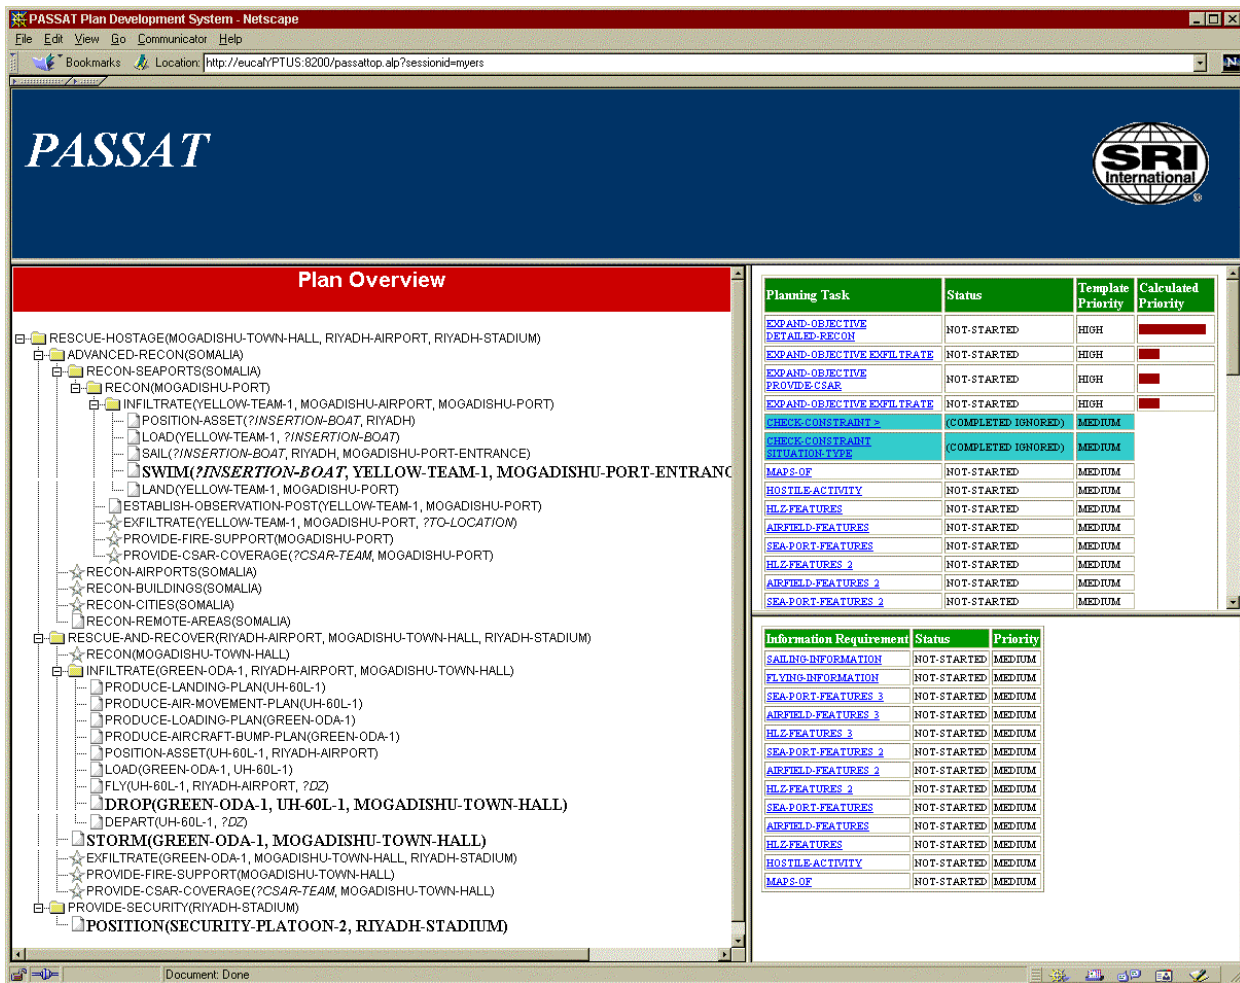 PASSAT Plan Development System - Netscape
File Edit View Go Communicator Help
Bookmarks Location: http://eucalYPTUS:8200/passattop.alp?sessionid=myers
N
PASSAT
SRI
International
®
Plan Overview
RESCUE-HOSTAGE(MOGADISHU-TOWN-HALL, RIYADH-AIRPORT, RIYADH-STADIUM)
ADVANCED-RECON(SOMALIA)
RECON-SEAPORTS(SOMALIA)
RECON(MOGADISHU-PORT)
INFILTRATE(YELLOW-TEAM-1, MOGADISHU-AIRPORT, MOGADISHU-PORT)
POSITION-ASSET(?INSERTION-BOAT, RIYADH)
LOAD(YELLOW-TEAM-1, ?INSERTION-BOAT)
SAIL(?INSERTION-BOAT, RIYADH, MOGADISHU-PORT-ENTRANCE)
SWIM(?INSERTION-BOAT, YELLOW-TEAM-1, MOGADISHU-PORT-ENTRANC
LAND(YELLOW-TEAM-1, MOGADISHU-PORT)
ESTABLISH-OBSERVATION-POST(YELLOW-TEAM-1, MOGADISHU-PORT)
EXFILTRATE(YELLOW-TEAM-1, MOGADISHU-PORT, ?TO-LOCATION)
PROVIDE-FIRE-SUPPORT(MOGADISHU-PORT)
PROVIDE-CSAR-COVERAGE(?CSAR-TEAM, MOGADISHU-PORT)
RECON-AIRPORTS(SOMALIA)
RECON-BUILDINGS(SOMALIA)
RECON-CITIES(SOMALIA)
RECON-REMOTE-AREAS(SOMALIA)
RESCUE-AND-RECOVER(RIYADH-AIRPORT, MOGADISHU-TOWN-HALL, RIYADH-STADIUM)
RECON(MOGADISHU-TOWN-HALL)
INFILTRATE(GREEN-ODA-1, RIYADH-AIRPORT, MOGADISHU-TOWN-HALL)
PRODUCE-LANDING-PLAN(UH-60L-1)
PRODUCE-AIR-MOVEMENT-PLAN(UH-60L-1)
PRODUCE-LOADING-PLAN(GREEN-ODA-1)
PRODUCE-AIRCRAFT-BUMP-PLAN(GREEN-ODA-1)
POSITION-ASSET(UH-60L-1, RIYADH-AIRPORT)
LOAD(GREEN-ODA-1, UH-60L-1)
FLY(UH-60L-1, RIYADH-AIRPORT, ?DZ)
DROP(GREEN-ODA-1, UH-60L-1, MOGADISHU-TOWN-HALL)
DEPART(UH-60L-1, ?DZ)
STORM(GREEN-ODA-1, MOGADISHU-TOWN-HALL)
EXFILTRATE(GREEN-ODA-1, MOGADISHU-TOWN-HALL, RIYADH-STADIUM)
PROVIDE-FIRE-SUPPORT(MOGADISHU-TOWN-HALL)
PROVIDE-CSAR-COVERAGE(?CSAR-TEAM, MOGADISHU-TOWN-HALL)
PROVIDE-SECURITY(RIYADH-STADIUM)
POSITION(SECURITY-PLATOON-2, RIYADH-STADIUM)
Planning Task Status Template Priority Calculated Priority
EXPAND-OBJECTIVE DETAILED-RECON NOT-STARTED HIGH
EXPAND-OBJECTIVE EXFILTRATE NOT-STARTED HIGH
EXPAND-OBJECTIVE PROVIDE-CSAR NOT-STARTED HIGH
EXPAND-OBJECTIVE EXFILTRATE NOT-STARTED HIGH
CHECK-CONSTRAINT > (COMPLETED IGNORED) MEDIUM
CHECK-CONSTRAINT SITUATION-TYPE (COMPLETED IGNORED) MEDIUM
MAPS-OF NOT-STARTED MEDIUM
HOSTILE-ACTIVITY NOT-STARTED MEDIUM
HLZ-FEATURES NOT-STARTED MEDIUM
AIRFIELD-FEATURES NOT-STARTED MEDIUM
SEA-PORT-FEATURES NOT-STARTED MEDIUM
HLZ-FEATURES 2 NOT-STARTED MEDIUM
AIRFIELD-FEATURES 2 NOT-STARTED MEDIUM
SEA-PORT-FEATURES 2 NOT-STARTED MEDIUM
Information Requirement Status Priority
SAILING-INFORMATION NOT-STARTED MEDIUM
FLYING-INFORMATION NOT-STARTED MEDIUM
SEA-PORT-FEATURES 3 NOT-STARTED MEDIUM
AIRFIELD-FEATURES 3 NOT-STARTED MEDIUM
HLZ-FEATURES 3 NOT-STARTED MEDIUM
SEA-PORT-FEATURES 2 NOT-STARTED MEDIUM
AIRFIELD-FEATURES 2 NOT-STARTED MEDIUM
HLZ-FEATURES 2 NOT-STARTED MEDIUM
SEA-PORT-FEATURES NOT-STARTED MEDIUM
AIRFIELD-FEATURES NOT-STARTED MEDIUM
HLZ-FEATURES NOT-STARTED MEDIUM
HOSTILE-ACTIVITY NOT-STARTED MEDIUM
MAPS-OF NOT-STARTED MEDIUM
Document: Done